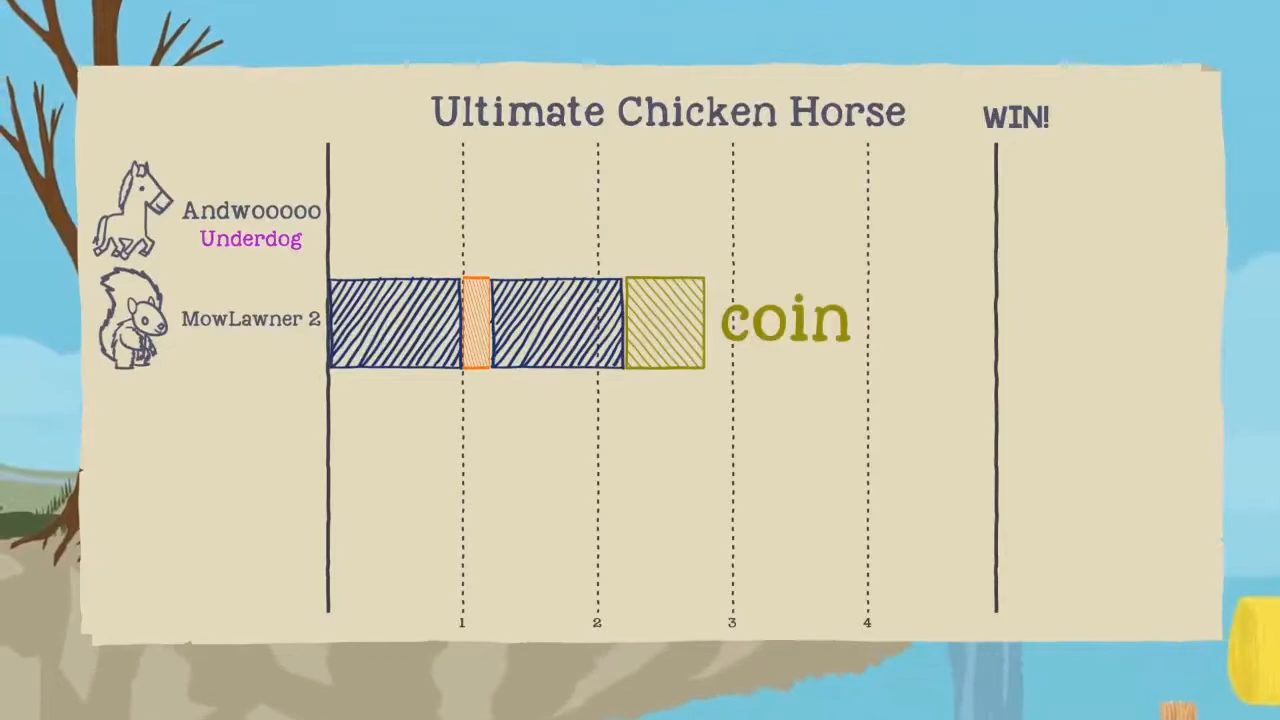 Ultimate Chicken Horse
WIN!
Andwooooo
Underdog
MowLawner 2
coin
1 2 3 4